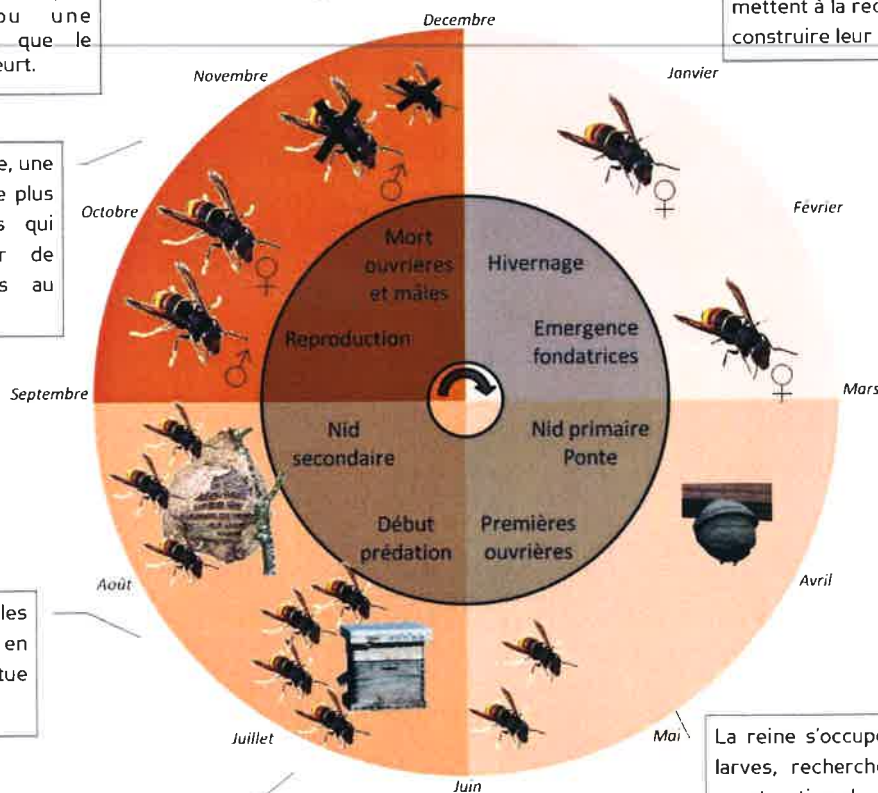 ou une
que le
eurt.
mettent à la rec
construire leur
Decembre
Novembre
Janvier
e, une
e plus
s qui
r de
s au
Octobre
Février
Mort
ouvrieres
et mâles
Hivernage
♀
♂
Reproduction
Emergence
fondatrices
Septembre
Mars
Nid
secondaire
Nid primaire
Ponte
Début
prédation
Premières
ouvrières
Août
Avril
les
en
tue
Juillet
Mai
Juin
La reine s'occup
larves, recherch